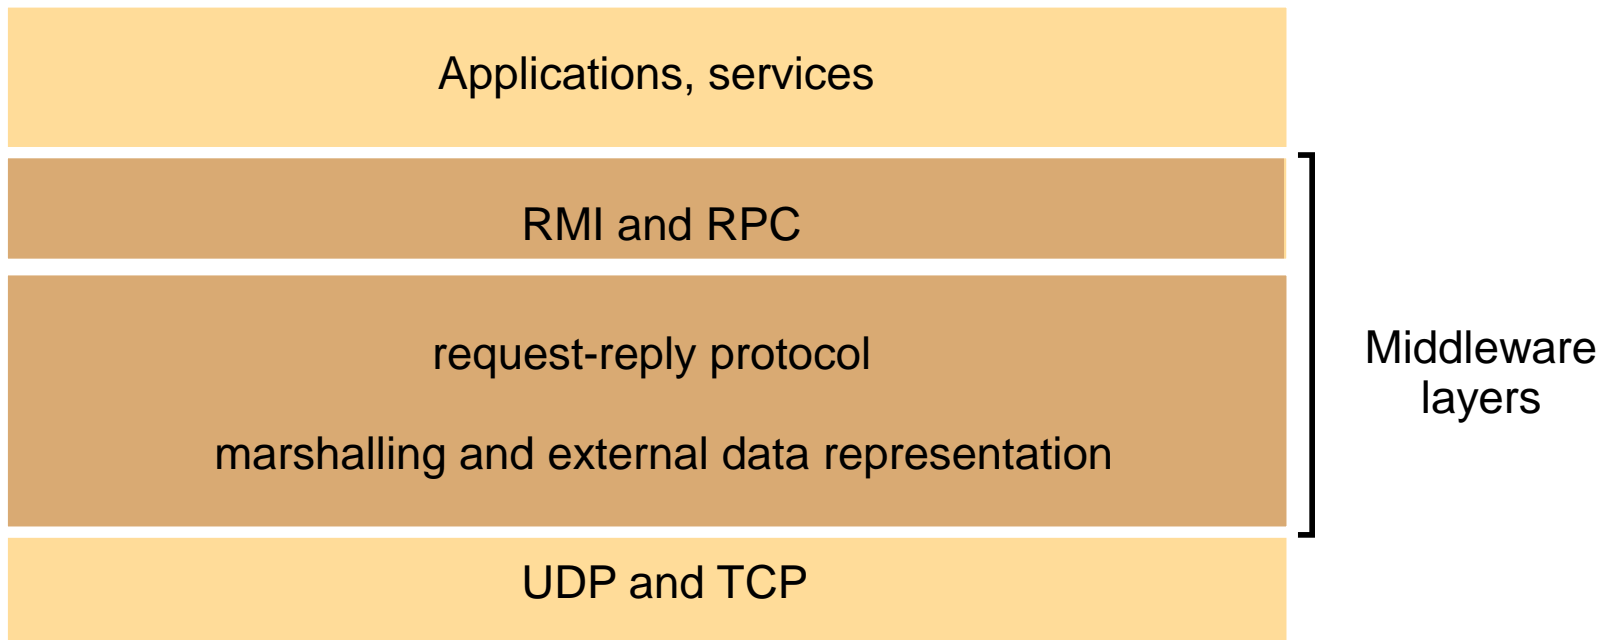 Applications, services
RMI and RPC
request-reply protocol
marshalling and external data representation
Middleware
layers
UDP and TCP